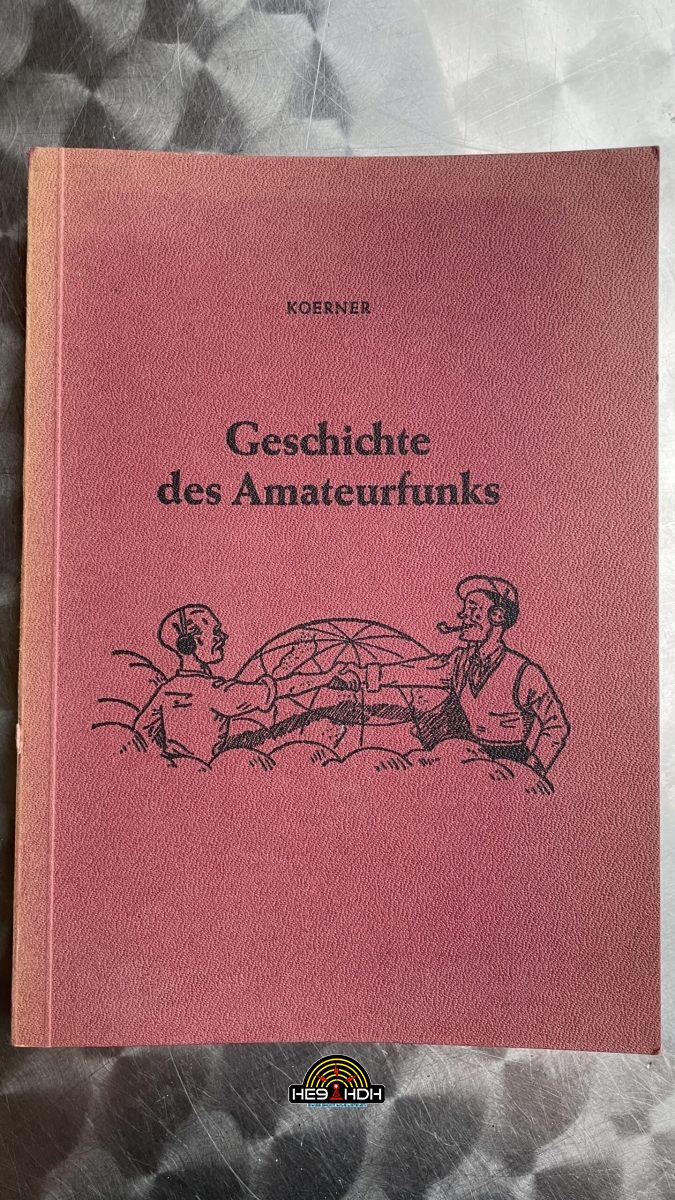 KOERNER
Geschichte
des Amateurfunks
HE9HDH